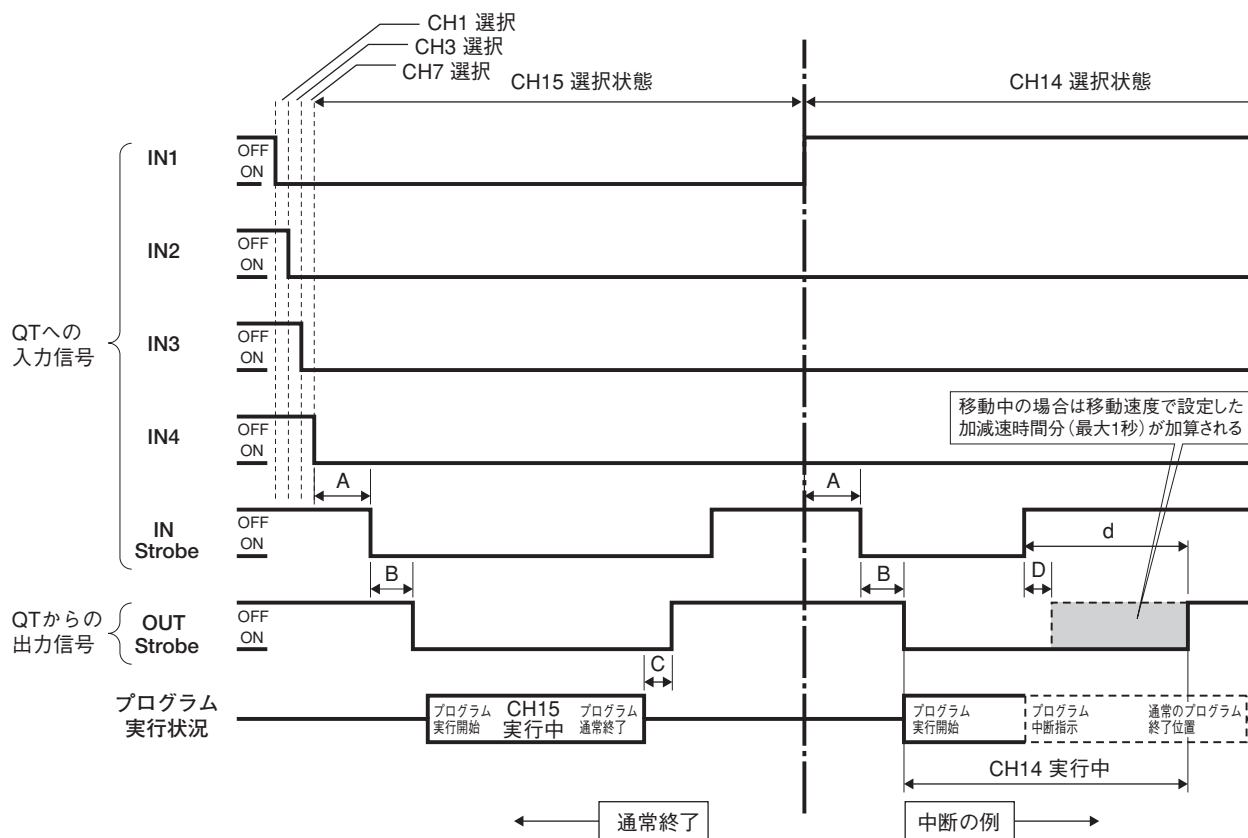 CH1 選択
CH3 選択
CH7 選択
CH15 選択状態
CH14 選択状態
IN1
OFF
ON
IN2
OFF
ON
QTへの
入力信号
IN3
OFF
ON
移動中の場合は移動速度で設定した
加減速時間分(最大1秒)が加算される
IN4
OFF
ON
A
A
IN
Strobe
OFF
ON
d
B
B
D
QTからの
出力信号
OUT
Strobe
OFF
ON
C
プログラム
実行状況
プログラム
実行開始
CH15
実行中
プログラム
通常終了
プログラム
実行開始
プログラム
中断指示
通常のプログラム
終了位置
CH14 実行中
通常終了
中断の例